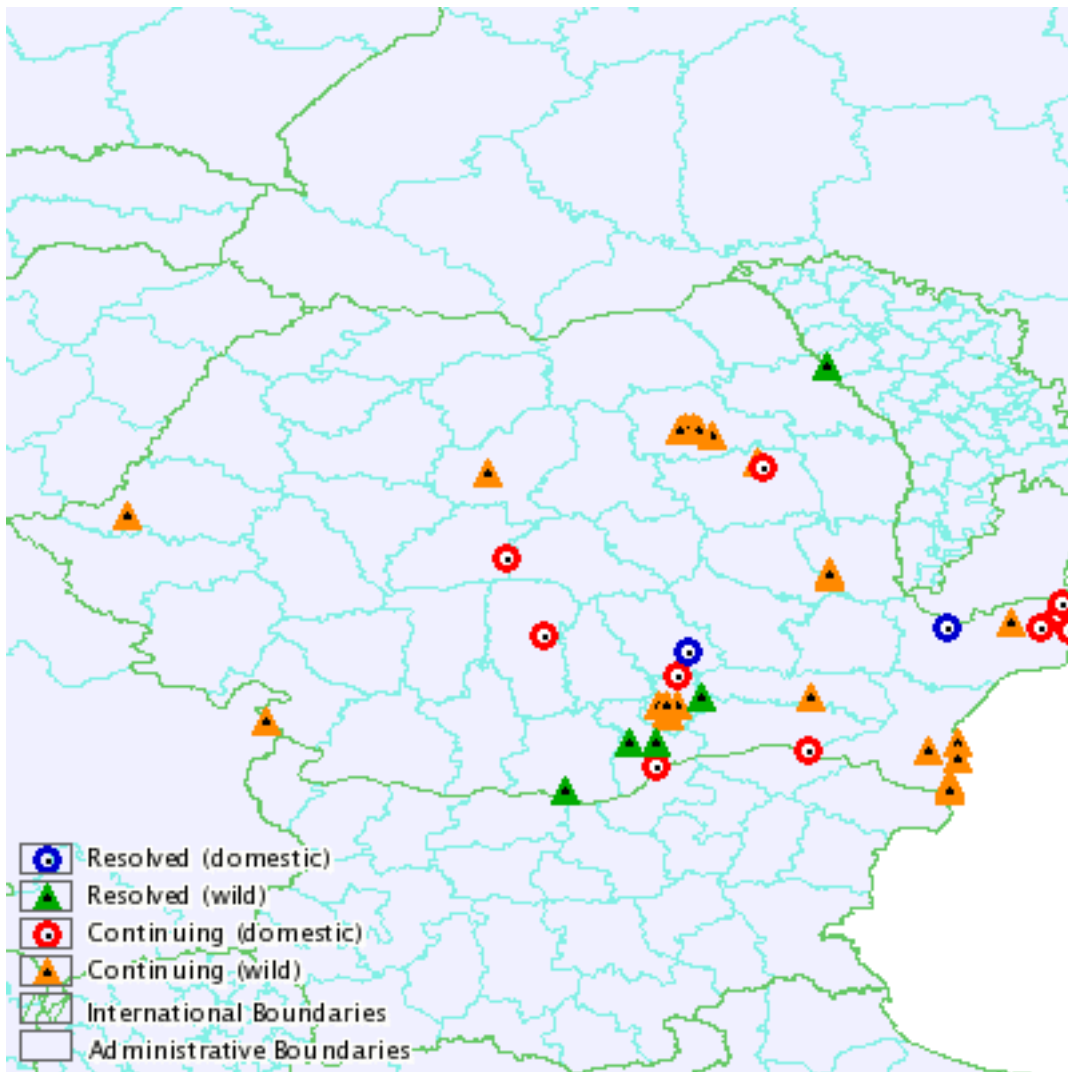 Resolved (domestic)
Resolved (wild)
Continuing (domestic)
Continuing (wild)
International Boundaries
Administrative Boundaries